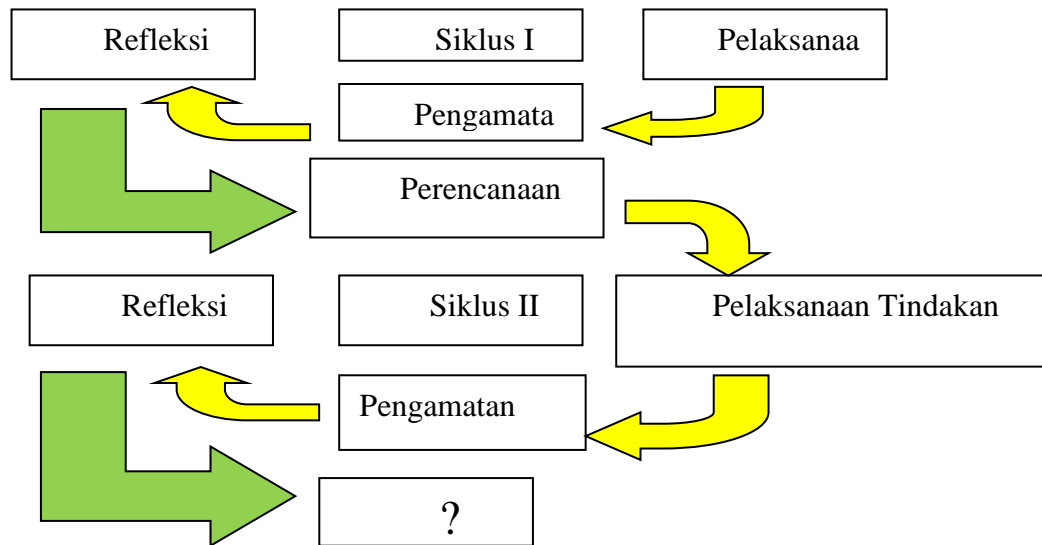 Refleksi
Siklus I
Pelaksanaa
Pengamata
Perencanaan
Refleksi
Siklus II
Pelaksanaan Tindakan
Pengamatan
?